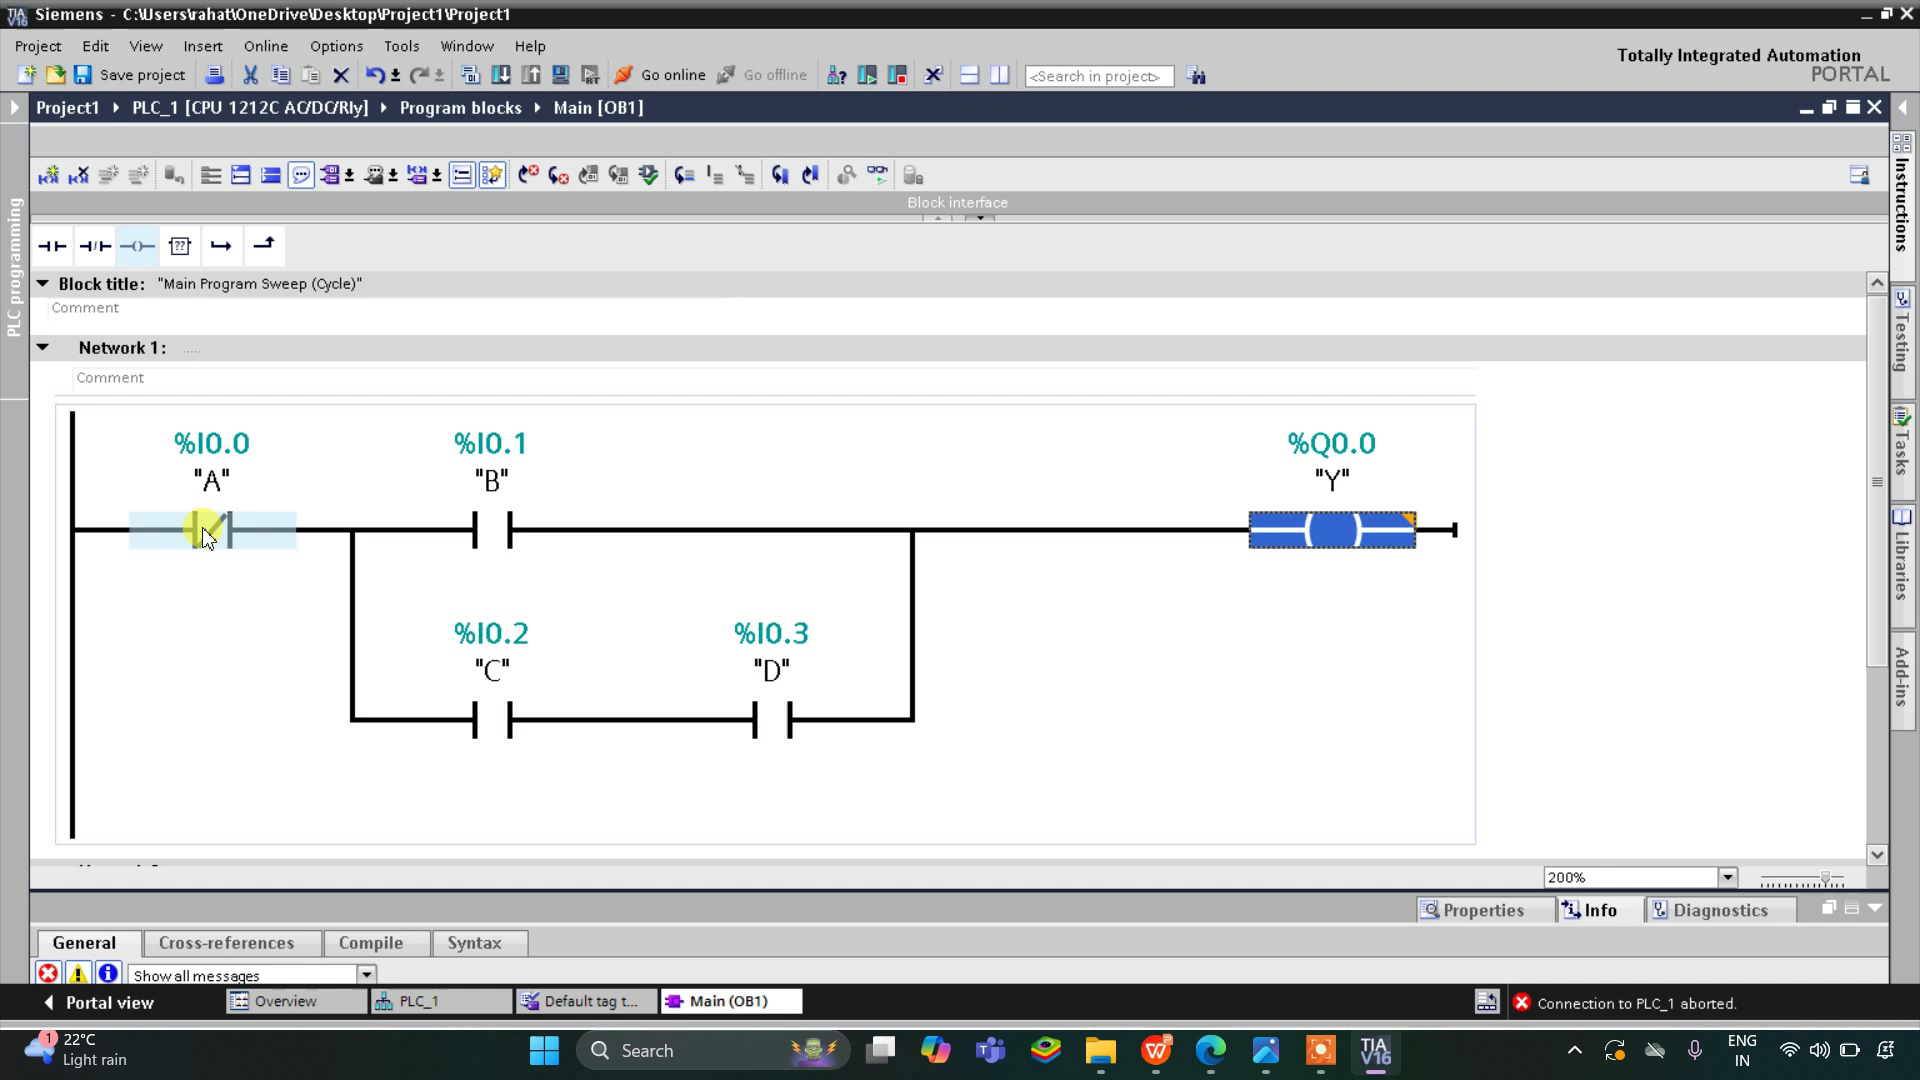 TIA V16 Siemens - C:\Users\rahat\OneDrive\Desktop\Project1\Project1
Project Edit View Insert Online Options Tools Window Help
Totally Integrated Automation
PORTAL
Save project Go online Go offline <Search in project>
Project1 PLC_1 [CPU 1212C AC/DC/Rly] Program blocks Main [OB1]
Block interface
??
Block title: "Main Program Sweep (Cycle)"
Comment
Network 1: .....
Comment
%I0.0 %I0.1 %Q0.0
"A" "B" "Y"
%I0.2 %I0.3
"C" "D"
200%
PLC programming
Instructions
Testing
Tasks
Libraries
Add-ins
Properties Info Diagnostics
General Cross-references Compile Syntax
Show all messages
Portal view Overview PLC_1 Default tag t... Main (OB1) Connection to PLC_1 aborted.
1 22°C
Light rain
Search
TIA V16
ENG
IN